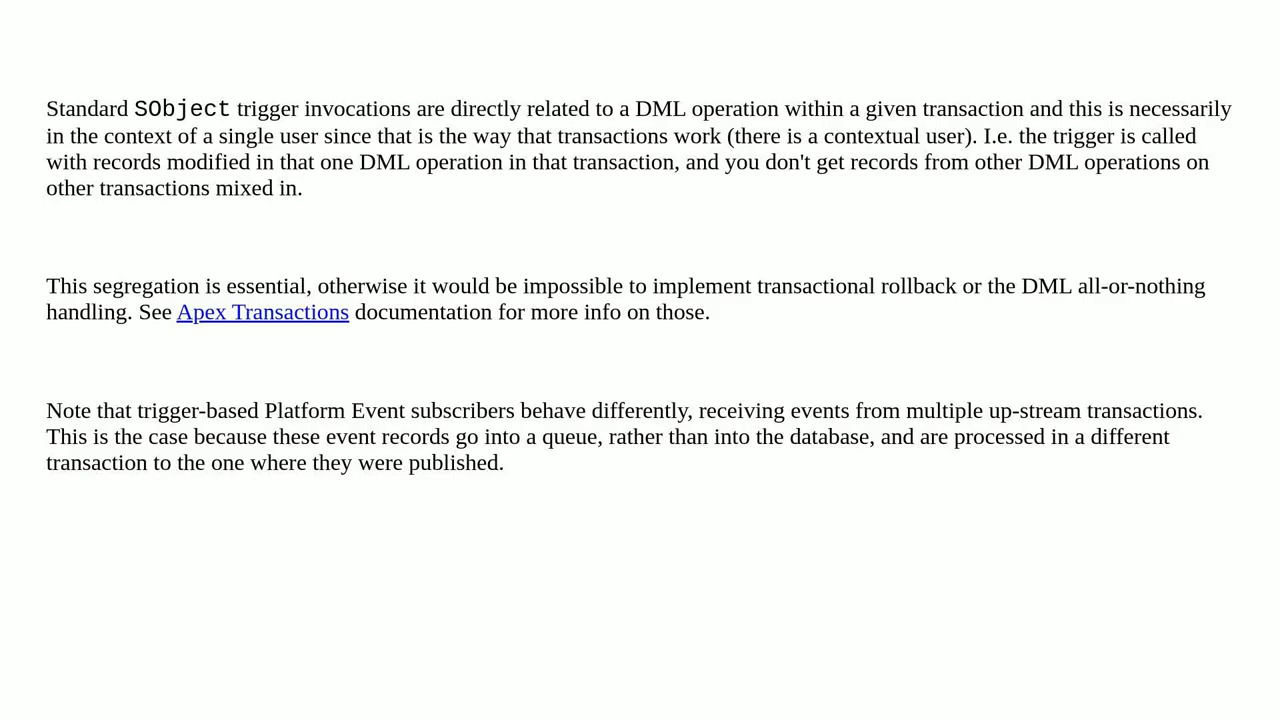 Standard SObject trigger invocations are directly related to a DML operation within a given transaction and this is necessarily
in the context of a single user since that is the way that transactions work (there is a contextual user). I.e. the trigger is called
with records modified in that one DML operation in that transaction, and you don't get records from other DML operations on
other transactions mixed in.
This segregation is essential, otherwise it would be impossible to implement transactional rollback or the DML all-or-nothing
handling. See Apex Transactions documentation for more info on those.
Note that trigger-based Platform Event subscribers behave differently, receiving events from multiple up-stream transactions.
This is the case because these event records go into a queue, rather than into the database, and are processed in a different
transaction to the one where they were published.